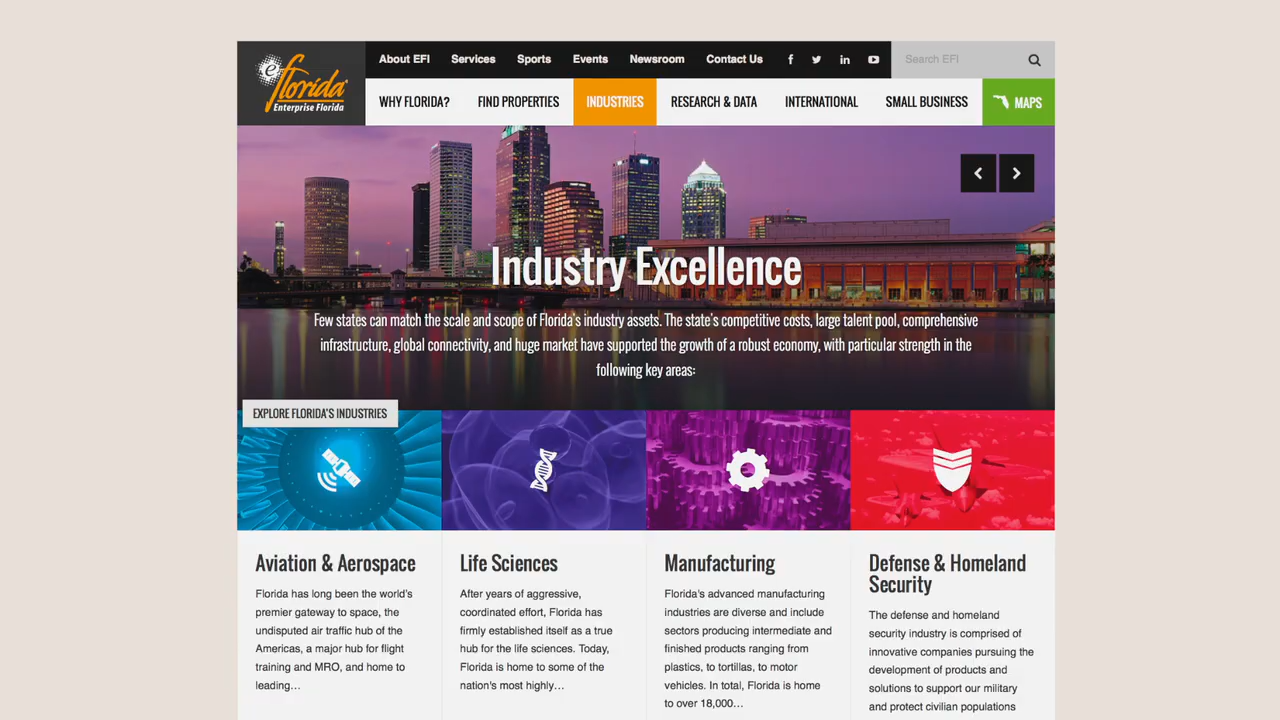 e
florida
Enterprise Florida
About EFI Services Sports Events Newsroom Contact Us
Search EFI
WHY FLORIDA? FIND PROPERTIES INDUSTRIES RESEARCH & DATA INTERNATIONAL SMALL BUSINESS MAPS
Industry Excellence
Few states can match the scale and scope of Florida's industry assets. The state's competitive costs, large talent pool, comprehensive
infrastructure, global connectivity, and huge market have supported the growth of a robust economy, with particular strength in the
following key areas:
EXPLORE FLORIDA'S INDUSTRIES
Aviation & Aerospace
Florida has long been the world's
premier gateway to space, the
undisputed air traffic hub of the
Americas, a major hub for flight
training and MRO, and home to
leading…
Life Sciences
After years of aggressive,
coordinated effort, Florida has
firmly established itself as a true
hub for the life sciences. Today,
Florida is home to some of the
nation's most highly…
Manufacturing
Florida's advanced manufacturing
industries are diverse and include
sectors producing intermediate and
finished products ranging from
plastics, to tortillas, to motor
vehicles. In total, Florida is home
to over 18,000…
Defense & Homeland
Security
The defense and homeland
security industry is comprised of
innovative companies pursuing the
development of products and
solutions to support our military
and protect civilian populations